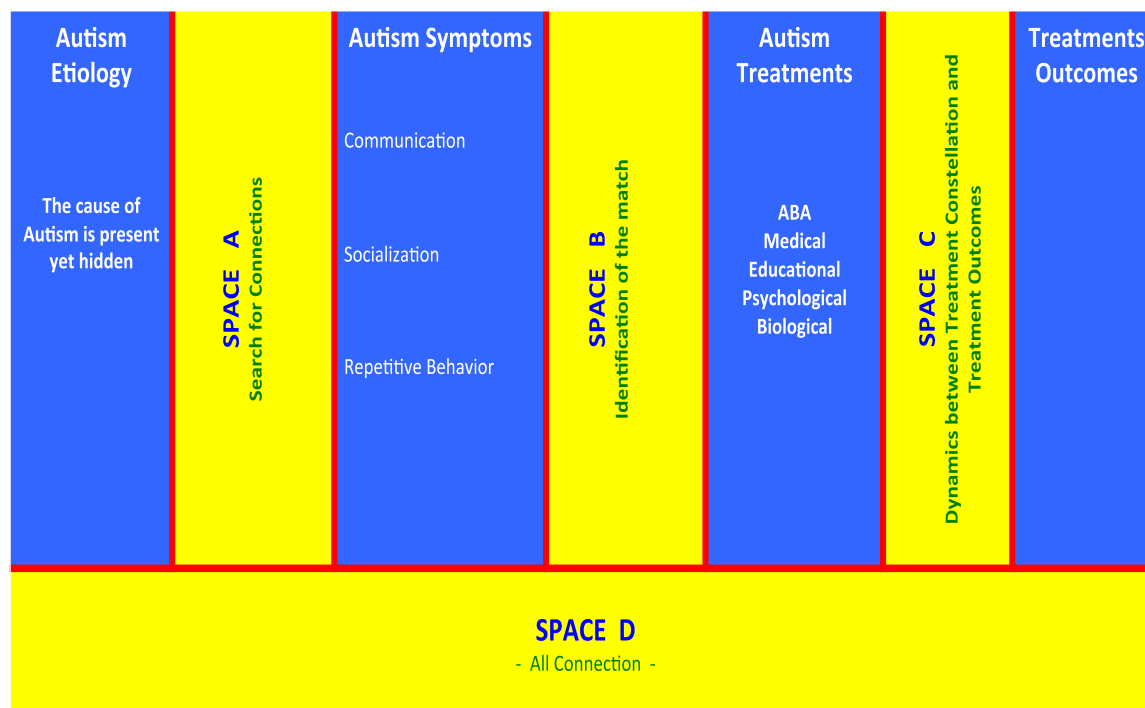 Autism
Etiology
The cause of
Autism is present
yet hidden
SPACE A
Search for Connections
Autism Symptoms
Communication
Socialization
Repetitive Behavior
SPACE B
Identification of the match
Autism
Treatments
ABA
Medical
Educational
Psychological
Biological
SPACE C
Dynamics between Treatment Constellation and
Treatment Outcomes
Treatments
Outcomes
SPACE D
- All Connection -